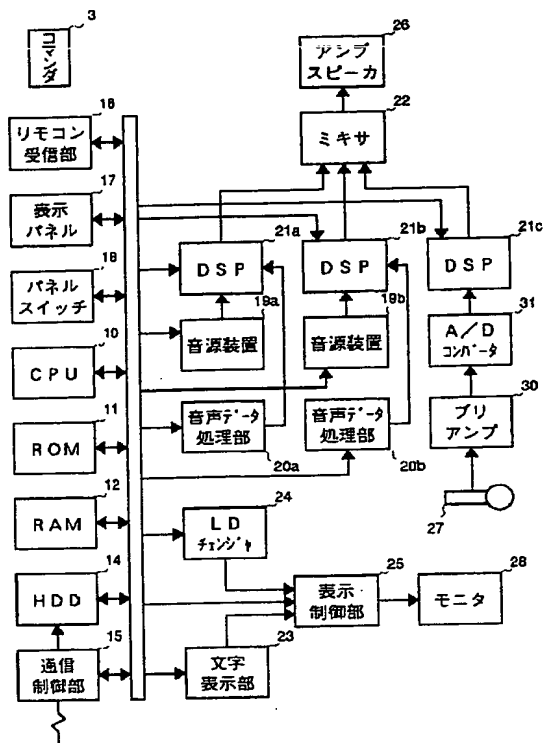 3
コマンダ
16
リモコン
受信部
17
表示
パネル
18
パネル
スイッチ
10
CPU
11
ROM
12
RAM
14
HDD
15
通信
制御部
26
アンプ
スピーカ
22
ミキサ
21a
DSP
21b
DSP
21c
DSP
19a
音源装置
19b
音源装置
31
A/D
コンバータ
音声データ
処理部
20a
音声データ
処理部
20b
30
プリ
アンプ
27
24
LD
チェンジャ
25
表示
制御部
28
モニタ
23
文字
表示部